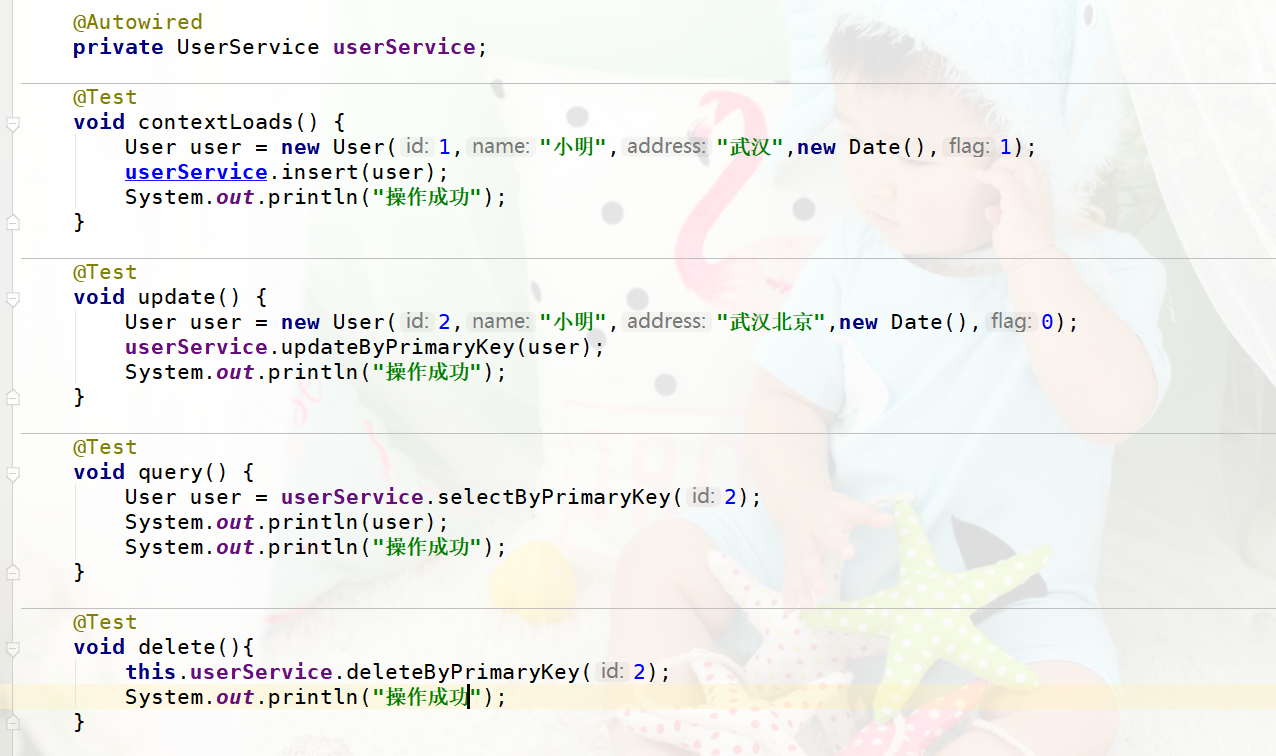 @Autowired
private UserService userService;
@Test
void contextLoads() {
User user = new User( id: 1, name: "小明", address: "武汉",new Date(), flag: 1);
userService.insert(user);
System.out.println("操作成功");
}
@Test
void update() {
User user = new User( id: 2, name: "小明", address: "武汉北京",new Date(), flag: 0);
userService.updateByPrimaryKey(user);
System.out.println("操作成功");
}
@Test
void query() {
User user = userService.selectByPrimaryKey( id: 2);
System.out.println(user);
System.out.println("操作成功");
}
@Test
void delete(){
this.userService.deleteByPrimaryKey( id: 2);
System.out.println("操作成功");
}